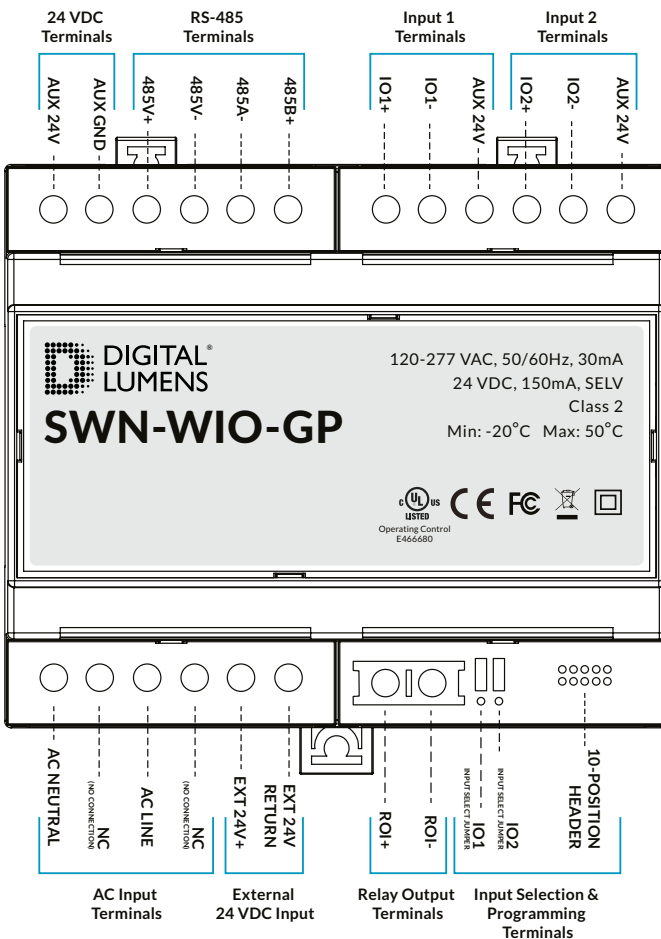 24 VDC
Terminals
RS-485
Terminals
Input 1
Terminals
Input 2
Terminals
AUX 24V
AUX GND
485V+
485V-
485A-
485B+
IO1+
IO1-
AUX 24V
IO2+
IO2-
AUX 24V
DIGITAL®
LUMENS
SWN-WIO-GP
120-277 VAC, 50/60Hz, 30mA
24 VDC, 150mA, SELV
Class 2
Min: -20°C Max: 50°C
C UL US
LISTED
Operating Control
E466680
CE FC
AC NEUTRAL
NC
(NO CONNECTION)
AC LINE
NC
(NO CONNECTION)
EXT 24V+
EXT 24V
RETURN
ROI+
ROI-
IO1
INPUT SELECT JUMPER
IO2
INPUT SELECT JUMPER
10-POSITION
HEADER
AC Input
Terminals
External
24 VDC Input
Relay Output
Terminals
Input Selection &
Programming
Terminals